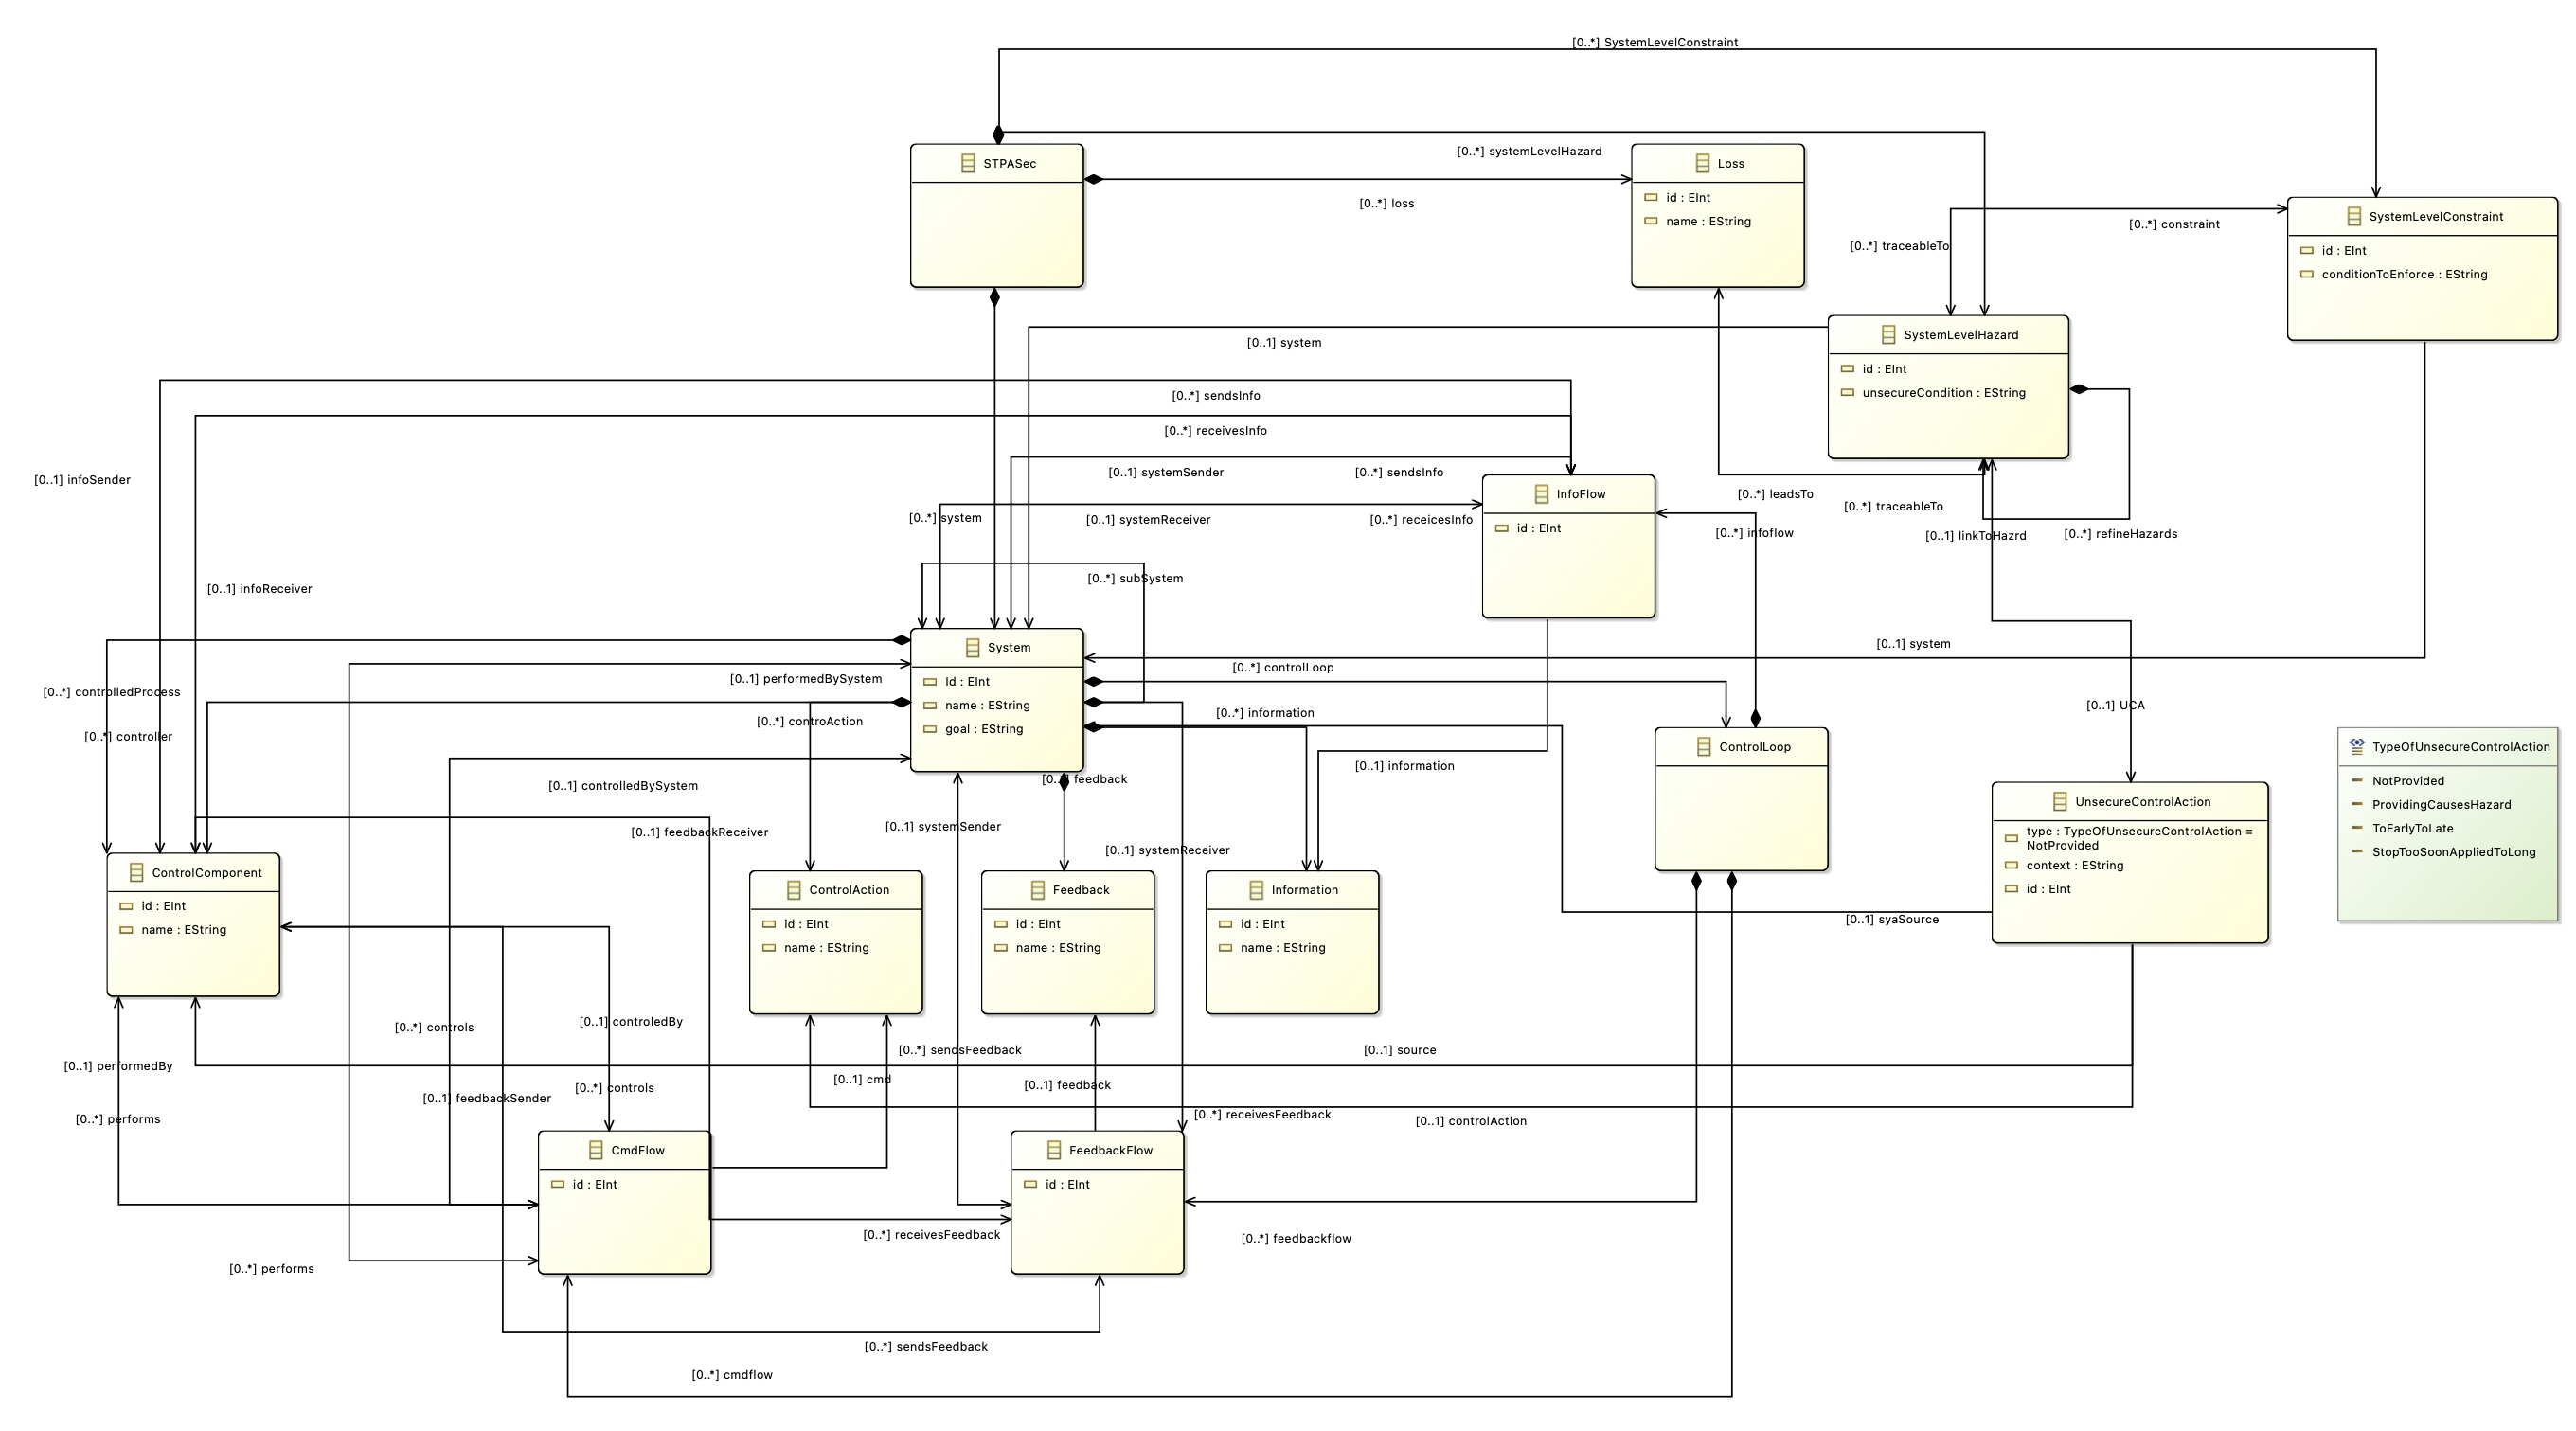 [0..*] SystemLevelConstraint
STPASec
[0..*] systemLevelHazard
Loss
id : EInt
name : EString
[0..*] loss
SystemLevelConstraint
id : EInt
conditionToEnforce : EString
[0..*] constraint
[0..*] traceableTo
[0..1] system
SystemLevelHazard
id : EInt
unsecureCondition : EString
[0..*] sendsInfo
[0..*] receivesInfo
[0..1] infoSender
[0..1] systemSender
[0..*] sendsInfo
InfoFlow
id : EInt
[0..*] leadsTo
[0..*] traceableTo
[0..*] system
[0..1] systemReceiver
[0..*] receicesInfo
[0..*] infoflow
[0..1] linkToHazrd
[0..*] refineHazards
[0..*] subSystem
[0..1] infoReceiver
System
Id : EInt
name : EString
goal : EString
[0..1] system
[0..*] controlLoop
[0..1] performedBySystem
[0..*] controlledProcess
[0..*] controAction
[0..*] information
[0..1] UCA
[0..*] controller
ControlLoop
TypeOfUnsecureControlAction
NotProvided
ProvidingCausesHazard
ToEarlyToLate
StopTooSoonAppliedToLong
[0..1] information
[0..*] feedback
[0..1] controlledBySystem
UnsecureControlAction
type : TypeOfUnsecureControlAction =
NotProvided
context : EString
id : EInt
[0..1] feedbackReceiver
[0..1] systemSender
[0..1] systemReceiver
ControlComponent
id : EInt
name : EString
ControlAction
id : EInt
name : EString
Feedback
id : EInt
name : EString
Information
id : EInt
name : EString
[0..1] syaSource
[0..*] controls
[0..1] controledBy
[0..*] sendsFeedback
[0..1] source
[0..1] performedBy
[0..1] cmd
[0..1] feedback
[0..*] controls
[0..1] feedbackSender
[0..*] performs
[0..*] receivesFeedback
[0..1] controlAction
CmdFlow
id : EInt
FeedbackFlow
id : EInt
[0..*] receivesFeedback
[0..*] feedbackflow
[0..*] performs
[0..*] sendsFeedback
[0..*] cmdflow